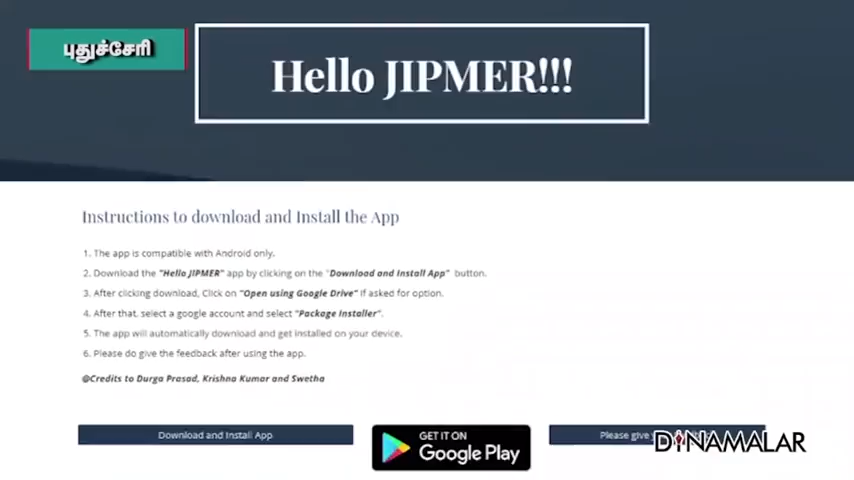 புதுச்சேரி
Hello JIPMER!!!
Instructions to download and Install the App
1. The app is compatible with Android only.
2. Download the "Hello JIPMER" app by clicking on the "Download and Install App" button.
3. After clicking download, Click on "Open using Google Drive" if asked for option.
4. After that, select a google account and select "Package Installer".
5. The app will automatically download and get installed on your device.
6. Please do give the feedback after using the app.
@Credits to Durga Prasad, Krishna Kumar and Swetha
Download and Install App
GET IT ON
Google Play
Please give
DINAMALAR